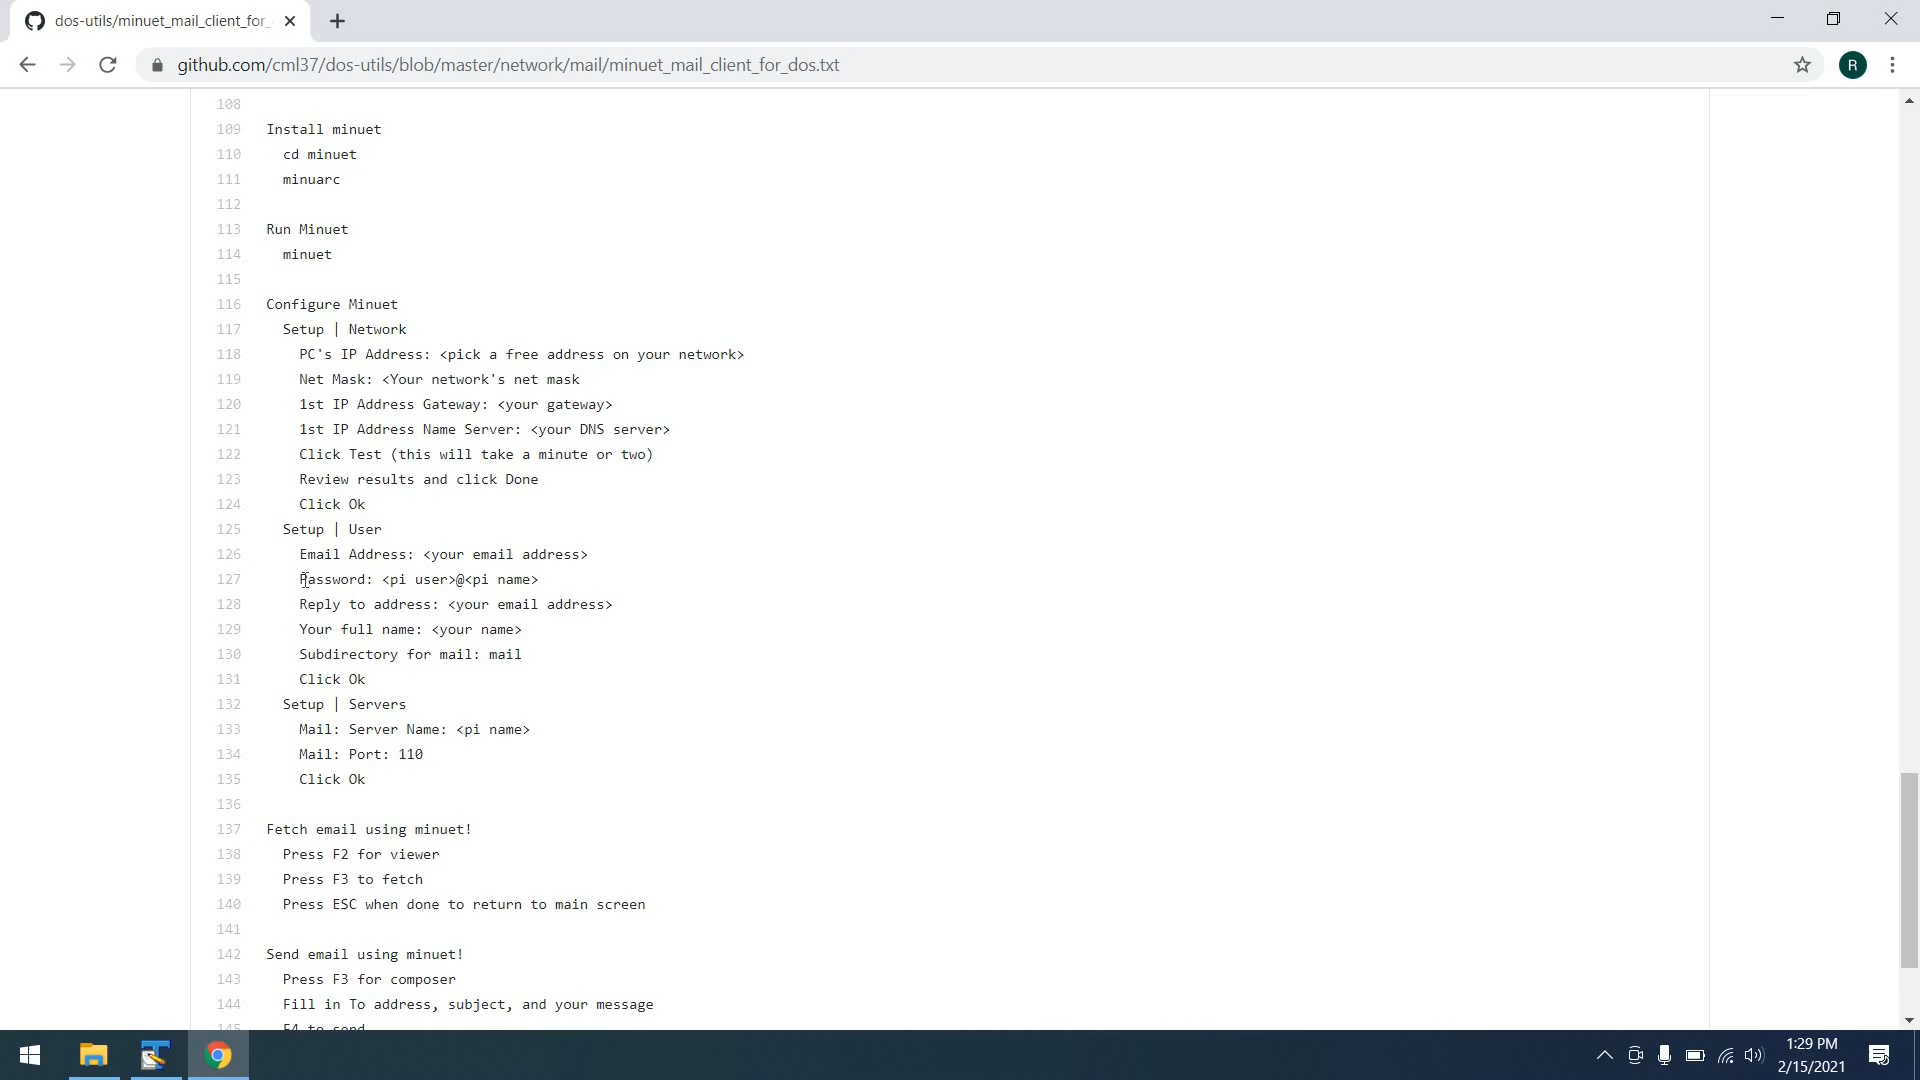 dos-utils/minuet_mail_client_for_
github.com/cml37/dos-utils/blob/master/network/mail/minuet_mail_client_for_dos.txt
R
108
109 Install minuet
110 cd minuet
111 minuarc
112
113 Run Minuet
114 minuet
115
116 Configure Minuet
117 Setup | Network
118 PC's IP Address: <pick a free address on your network>
119 Net Mask: <Your network's net mask
120 1st IP Address Gateway: <your gateway>
121 1st IP Address Name Server: <your DNS server>
122 Click Test (this will take a minute or two)
123 Review results and click Done
124 Click Ok
125 Setup | User
126 Email Address: <your email address>
127 Password: <pi user>@<pi name>
128 Reply to address: <your email address>
129 Your full name: <your name>
130 Subdirectory for mail: mail
131 Click Ok
132 Setup | Servers
133 Mail: Server Name: <pi name>
134 Mail: Port: 110
135 Click Ok
136
137 Fetch email using minuet!
138 Press F2 for viewer
139 Press F3 to fetch
140 Press ESC when done to return to main screen
141
142 Send email using minuet!
143 Press F3 for composer
144 Fill in To address, subject, and your message
145 F4 to send
1:29 PM
2/15/2021